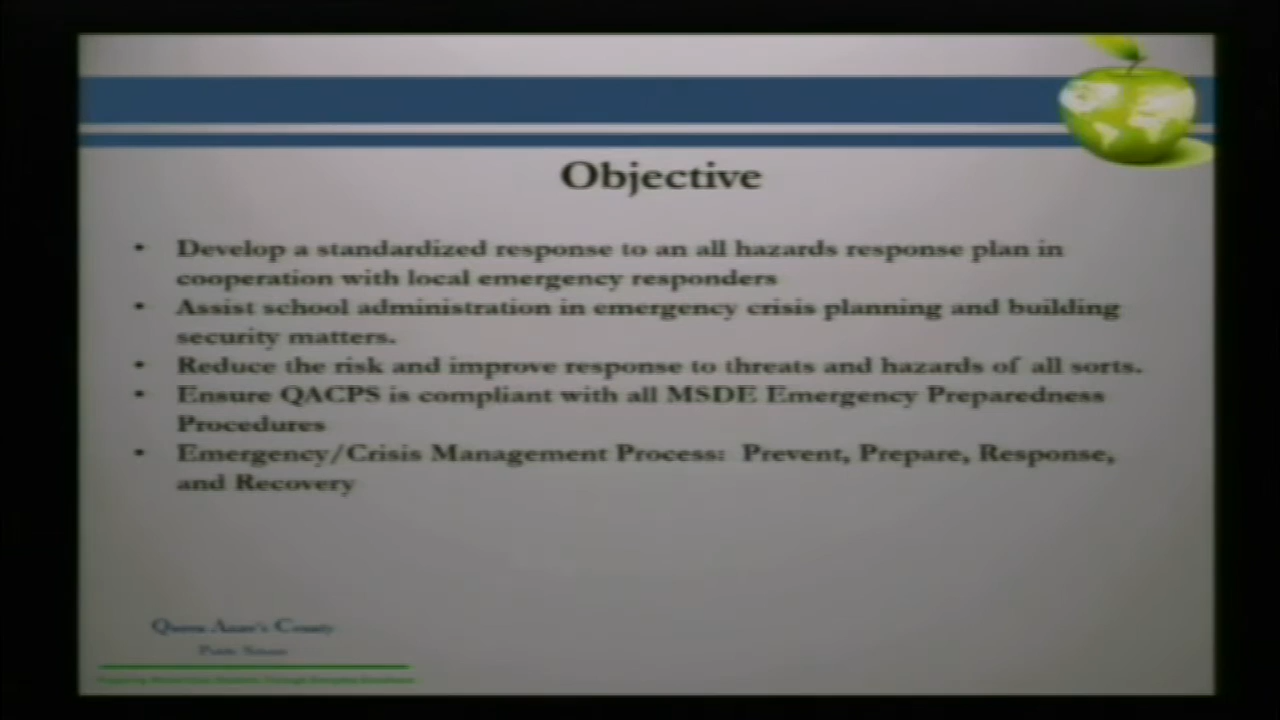 Objective
• Develop a standardized response to an all hazards response plan in
cooperation with local emergency responders
• Assist school administration in emergency crisis planning and building
security matters.
• Reduce the risk and improve response to threats and hazards of all sorts.
• Ensure QACPS is compliant with all MSDE Emergency Preparedness
Procedures
• Emergency/Crisis Management Process: Prevent, Prepare, Response,
and Recovery
Queen Anne's County
Public Schools